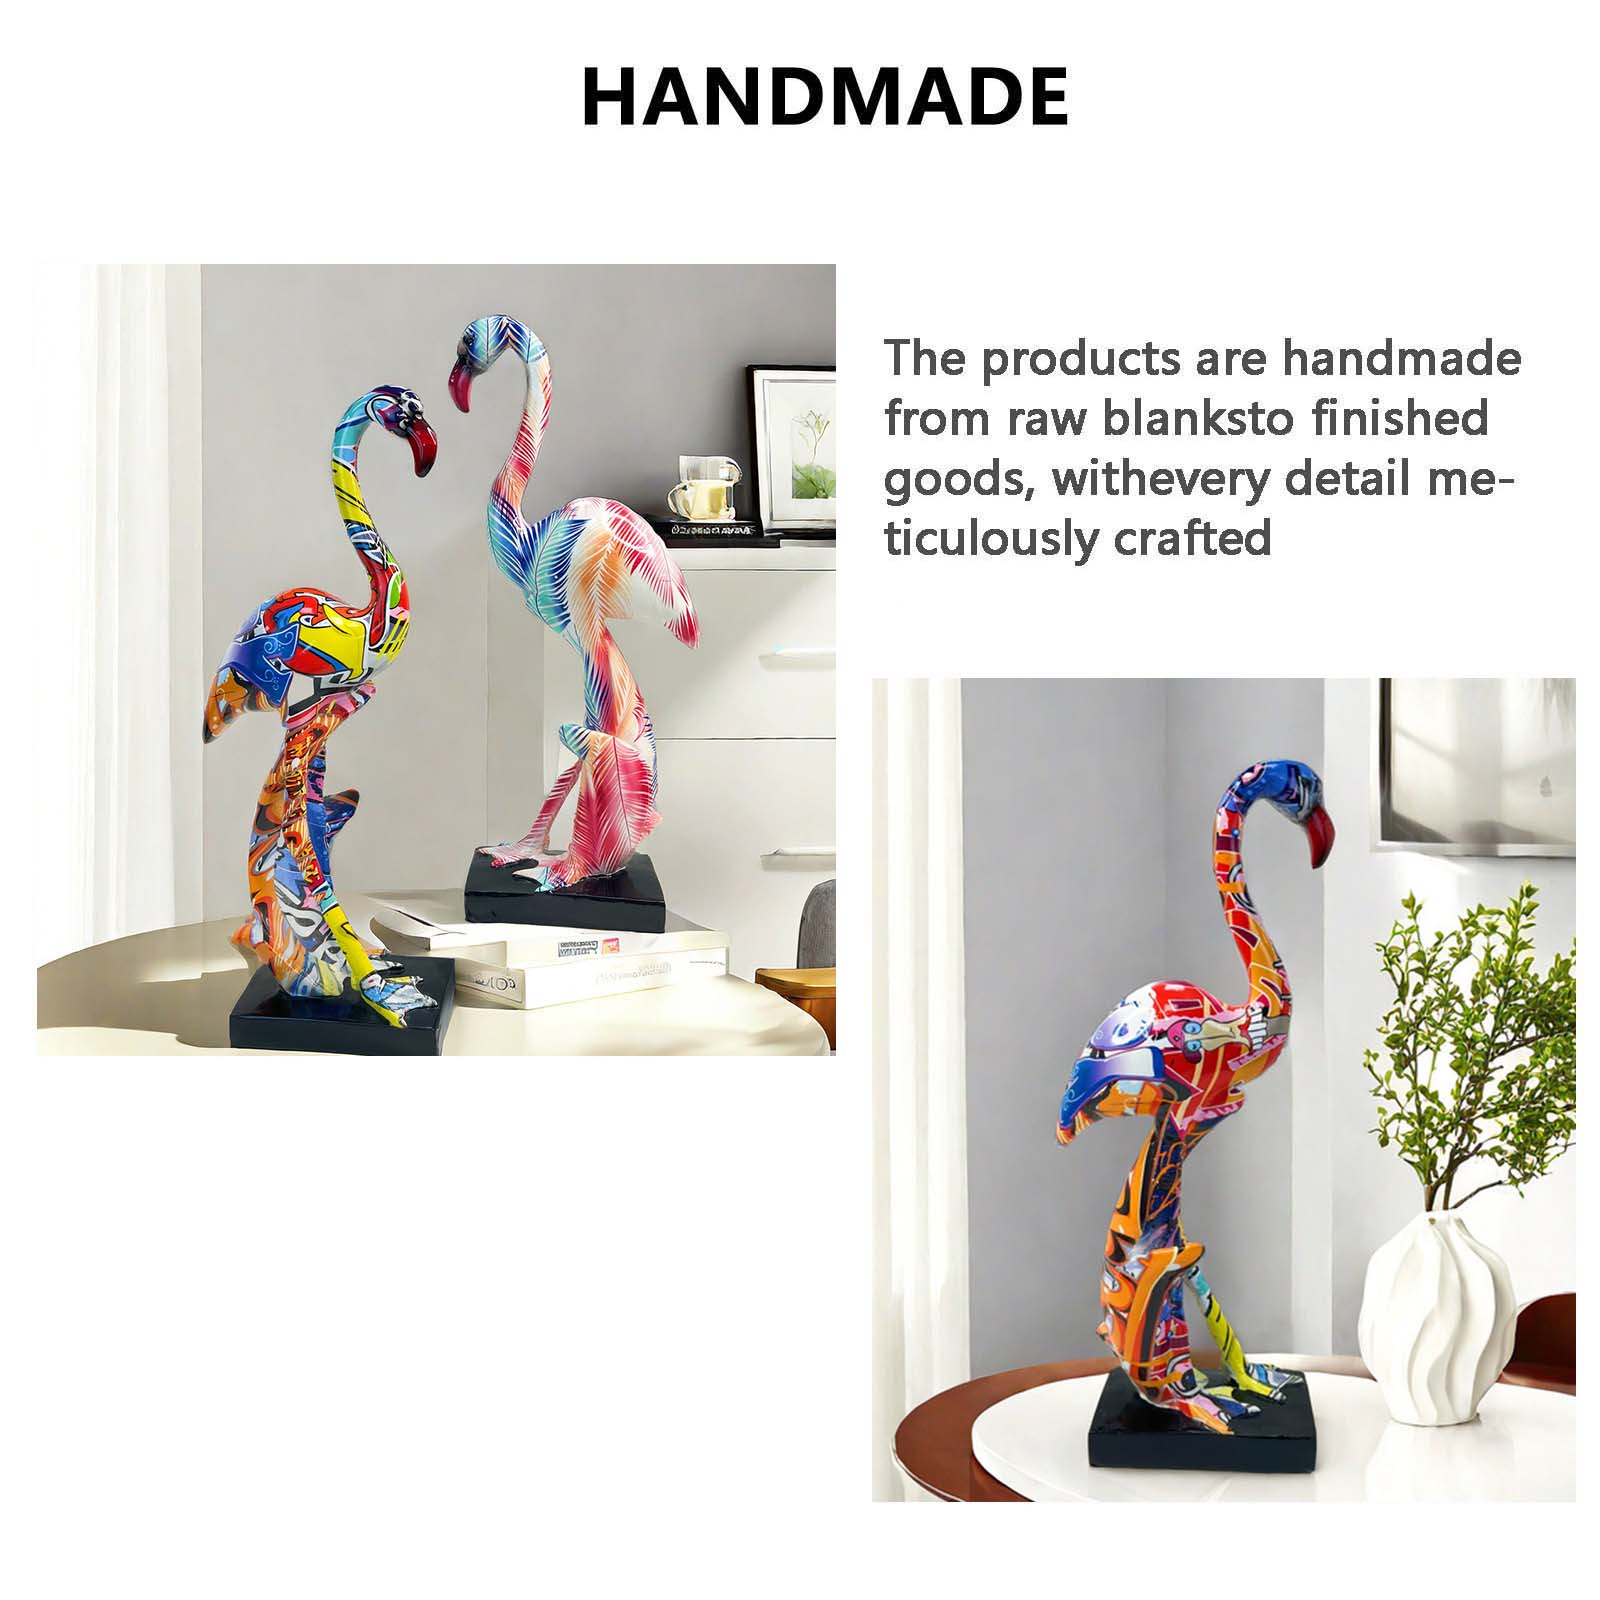 HANDMADE
The products are handmade
from raw blanksto finished
goods, withevery detail me-
ticulously crafted